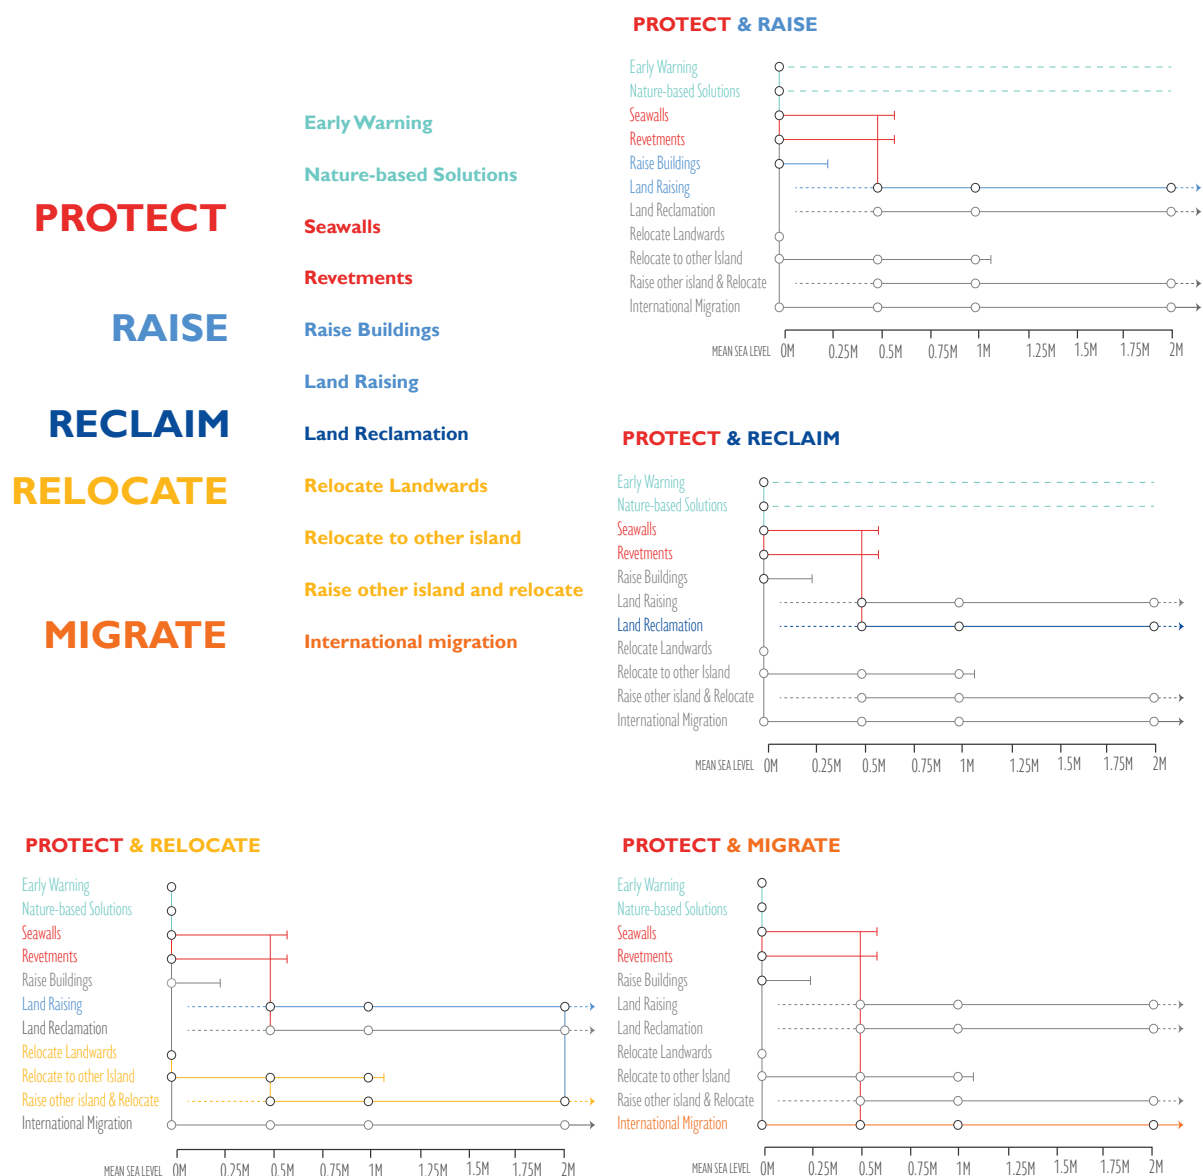 PROTECT
RAISE
RECLAIM
RELOCATE
MIGRATE
Early Warning
Nature-based Solutions
Seawalls
Revetments
Raise Buildings
Land Raising
Land Reclamation
Relocate Landwards
Relocate to other island
Raise other island and relocate
International migration
PROTECT & RAISE
Early Warning
Nature-based Solutions
Seawalls
Revetments
Raise Buildings
Land Raising
Land Reclamation
Relocate Landwards
Relocate to other Island
Raise other island & Relocate
International Migration
MEAN SEA LEVEL 0M 0.25M 0.5M 0.75M 1M 1.25M 1.5M 1.75M 2M
PROTECT & RECLAIM
Early Warning
Nature-based Solutions
Seawalls
Revetments
Raise Buildings
Land Raising
Land Reclamation
Relocate Landwards
Relocate to other Island
Raise other island & Relocate
International Migration
MEAN SEA LEVEL 0M 0.25M 0.5M 0.75M 1M 1.25M 1.5M 1.75M 2M
PROTECT & RELOCATE
Early Warning
Nature-based Solutions
Seawalls
Revetments
Raise Buildings
Land Raising
Land Reclamation
Relocate Landwards
Relocate to other Island
Raise other island & Relocate
International Migration
MEAN SEA LEVEL 0M 0.25M 0.5M 0.75M 1M 1.25M 1.5M 1.75M 2M
PROTECT & MIGRATE
Early Warning
Nature-based Solutions
Seawalls
Revetments
Raise Buildings
Land Raising
Land Reclamation
Relocate Landwards
Relocate to other Island
Raise other island & Relocate
International Migration
MEAN SEA LEVEL 0M 0.25M 0.5M 0.75M 1M 1.25M 1.5M 1.75M 2M